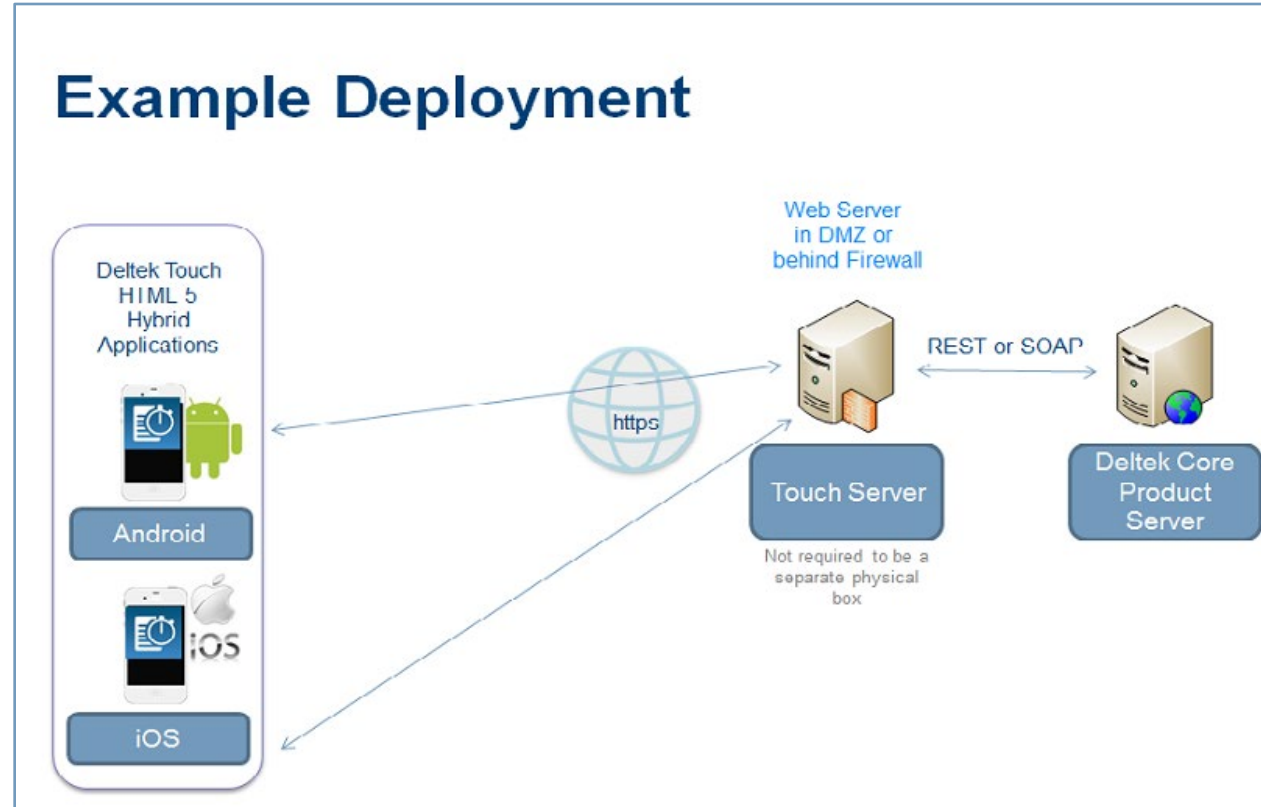 Example Deployment
Deltek Touch
HTML 5
Hybrid
Applications
Android
iOS
iOS
https
Web Server
in DMZ or
behind Firewall
REST or SOAP
Touch Server
Not required to be a
separate physical
box
Deltek Core
Product
Server